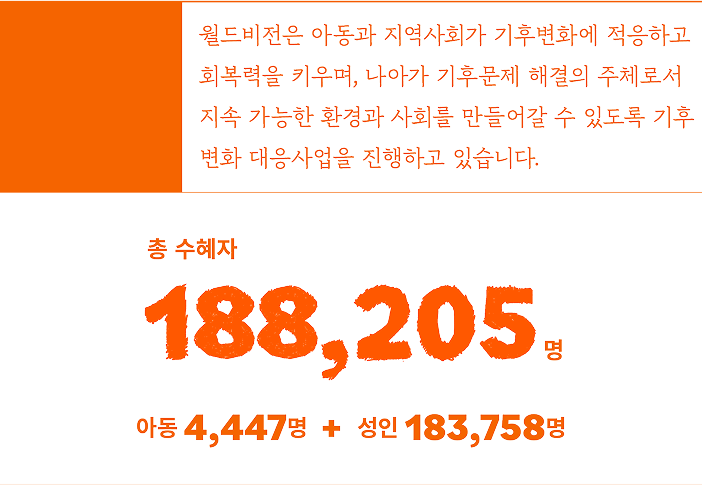 월드비전은 아동과 지역사회가 기후변화에 적응하고
회복력을 키우며, 나아가 기후문제 해결의 주체로서
지속 가능한 환경과 사회를 만들어갈 수 있도록 기후
변화 대응사업을 진행하고 있습니다.
총 수혜자
188,205 명
아동 4,447명 + 성인 183,758명